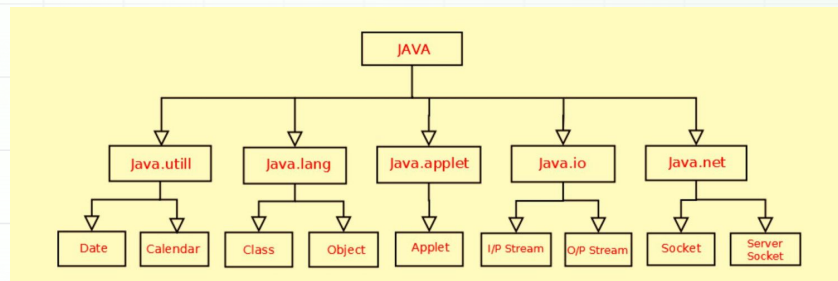 JAVA
Java.utill
Java.lang
Java.applet
Java.io
Java.net
Date
Calendar
Class
Object
Applet
I/P Stream
O/P Stream
Socket
Server
Socket